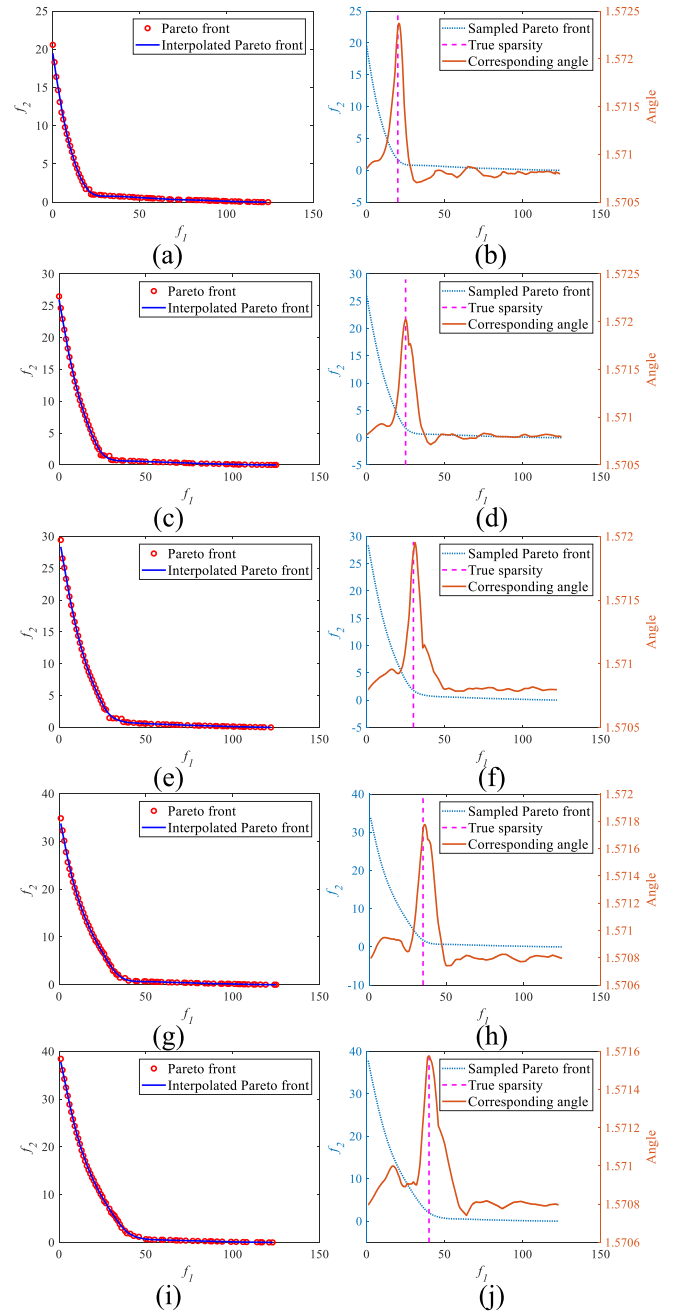 25
20
15
10
5
0
f2
0
50
100
150
f1
Pareto front
Interpolated Pareto front
(a)
25
20
15
10
5
0
-5
f2
0
50
100
150
f1
1.5725
1.572
1.5715
1.571
1.5705
Angle
Sampled Pareto front
True sparsity
Corresponding angle
(b)
30
25
20
15
10
5
0
f2
0
50
100
150
f1
Pareto front
Interpolated Pareto front
(c)
30
25
20
15
10
5
0
-5
f2
0
50
100
150
f1
1.5725
1.572
1.5715
1.571
1.5705
Angle
Sampled Pareto front
True sparsity
Corresponding angle
(d)
30
25
20
15
10
5
0
f2
0
50
100
150
f1
Pareto front
Interpolated Pareto front
(e)
30
25
20
15
10
5
0
-5
f2
0
50
100
150
f1
1.572
1.5715
1.571
1.5705
Angle
Sampled Pareto front
True sparsity
Corresponding angle
(f)
40
30
20
10
0
f2
0
50
100
150
f1
Pareto front
Interpolated Pareto front
(g)
40
30
20
10
0
-10
f2
0
50
100
150
f1
1.572
1.5718
1.5716
1.5714
1.5712
1.571
1.5708
1.5706
Angle
Sampled Pareto front
True sparsity
Corresponding angle
(h)
40
30
20
10
0
f2
0
50
100
150
f1
Pareto front
Interpolated Pareto front
(i)
40
30
20
10
0
f2
0
50
100
150
f1
1.5716
1.5714
1.5712
1.571
1.5708
1.5706
Angle
Sampled Pareto front
True sparsity
Corresponding angle
(j)